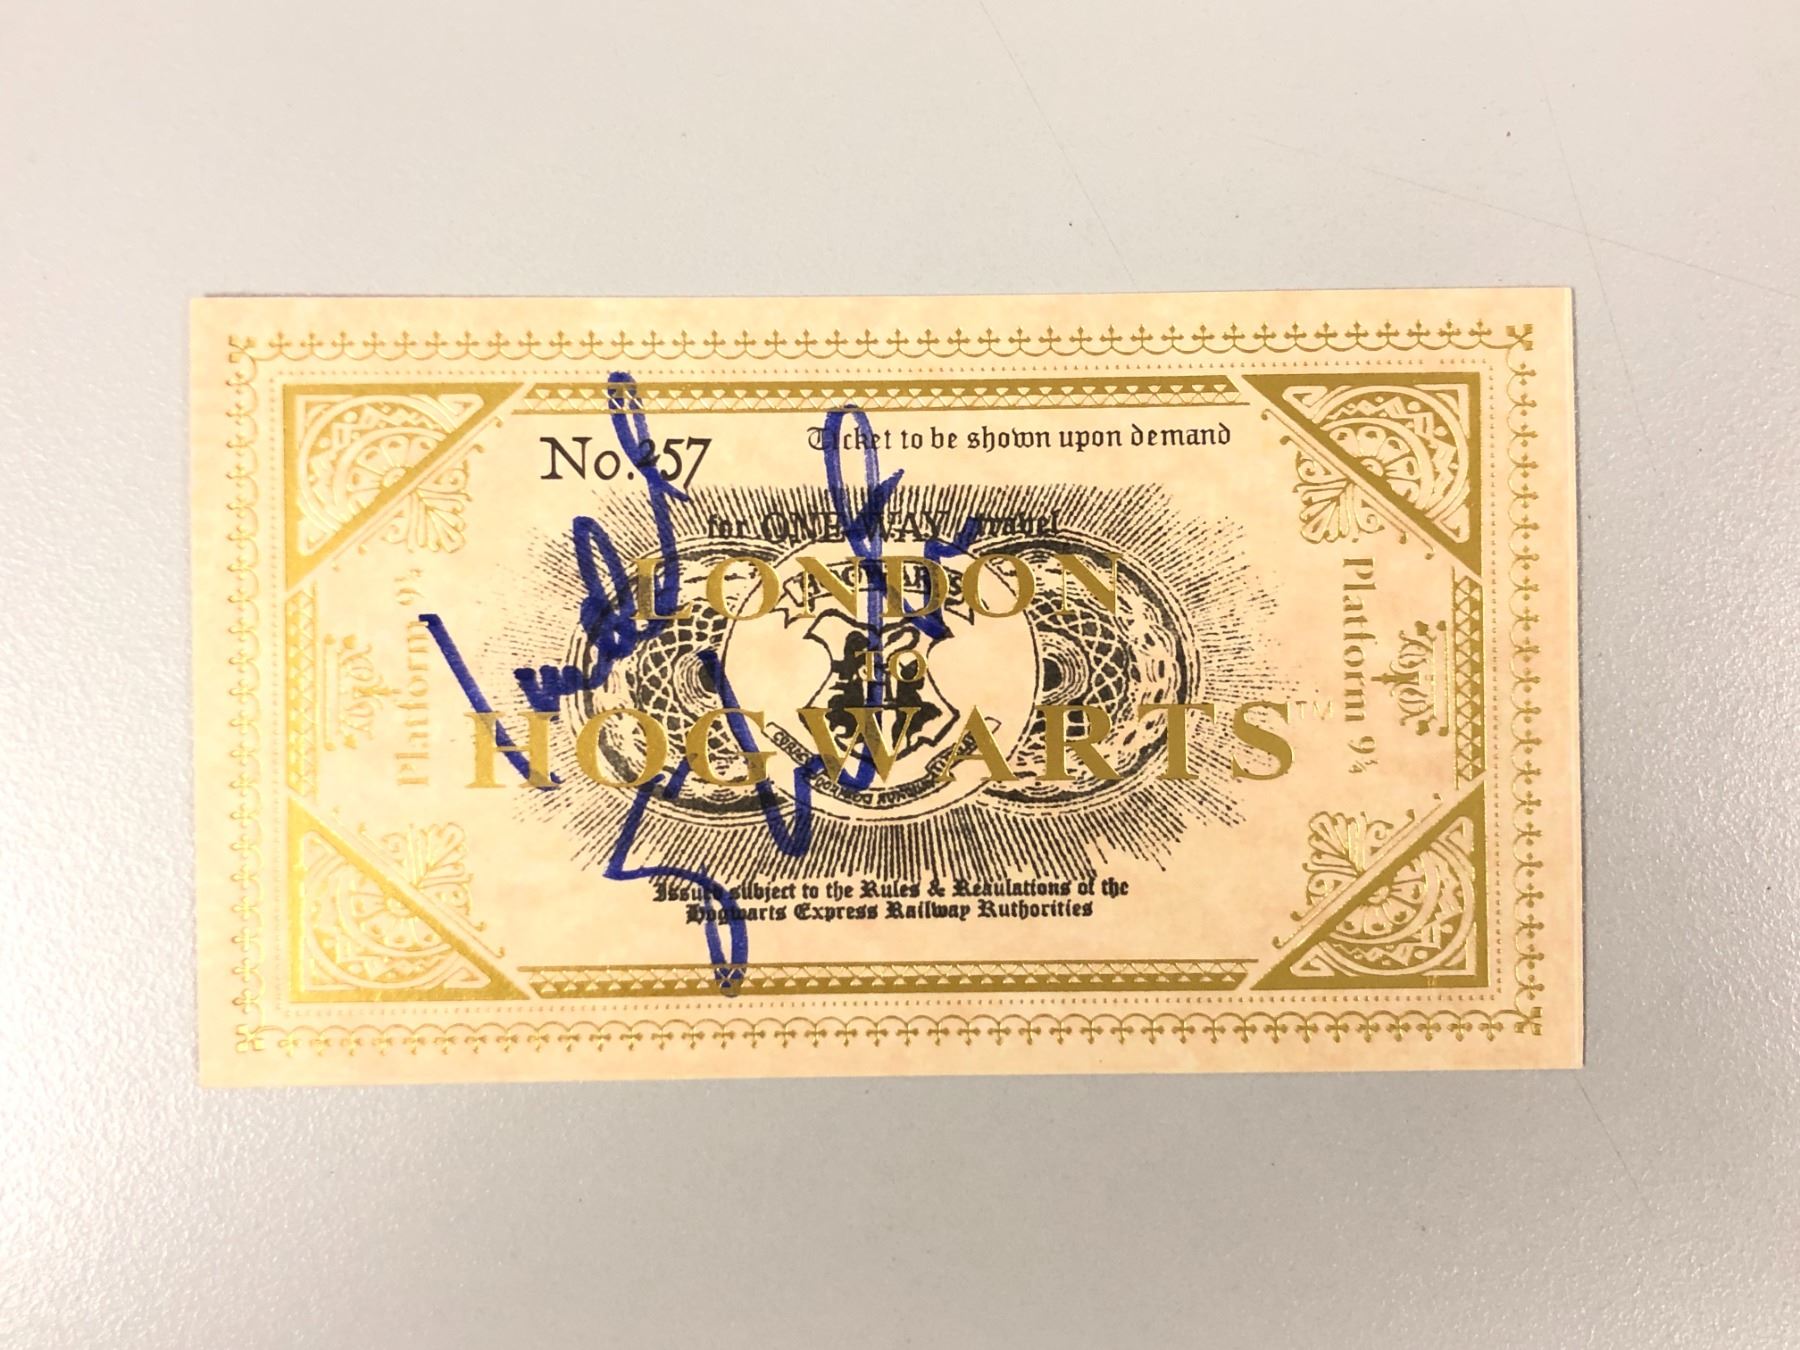 No. 257
Ticket to be shown upon demand
for ONE WAY travel
LONDON
TO
HOGWARTS™
Platform 9¾
Platform 9¾
Issued subject to the Rules & Regulations of the
Hogwarts Express Railway Authorities